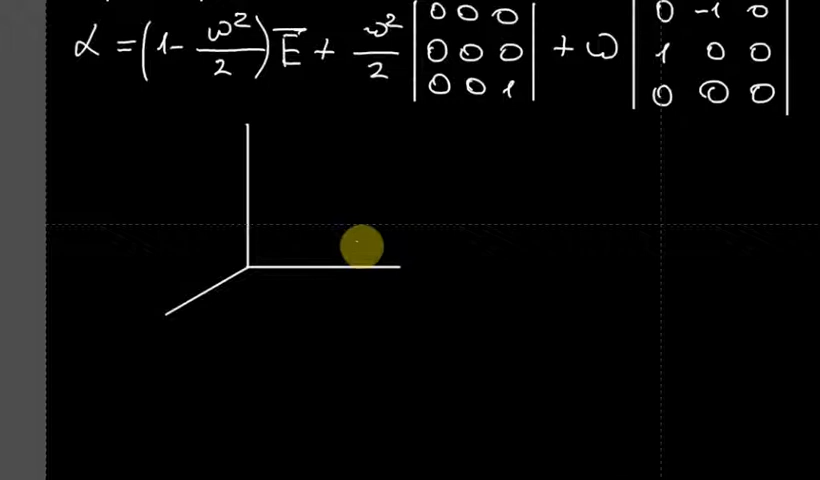 α = (1 - ω²/2) E̅ + ω²/2 |0 0 0; 0 0 0; 0 0 1| + ω |0 -1 0; 1 0 0; 0 0 0|